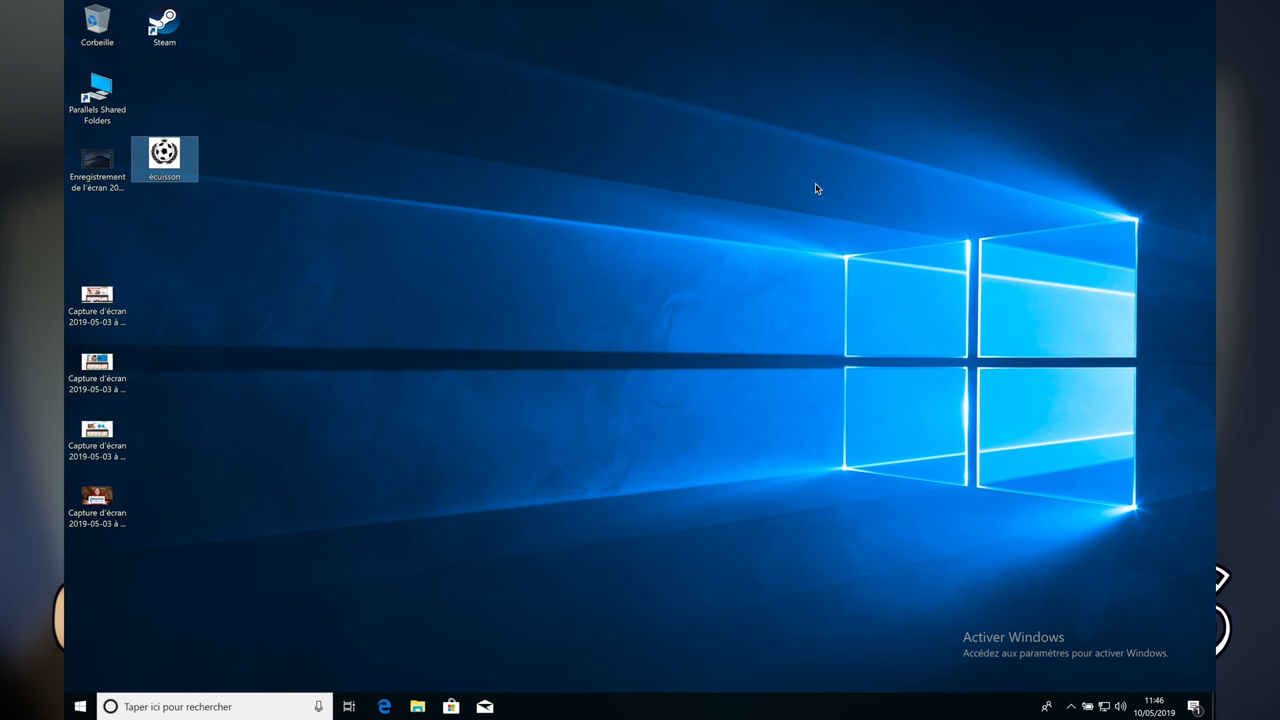 Corbeille
Steam
Parallels Shared
Folders
Enregistrement
de l'écran 20...
écuisson
Capture d'écran
2019-05-03 à ...
Capture d'écran
2019-05-03 à ...
Capture d'écran
2019-05-03 à ...
Capture d'écran
2019-05-03 à ...
Activer Windows
Accédez aux paramètres pour activer Windows.
Taper ici pour rechercher
11:46
10/05/2019
1